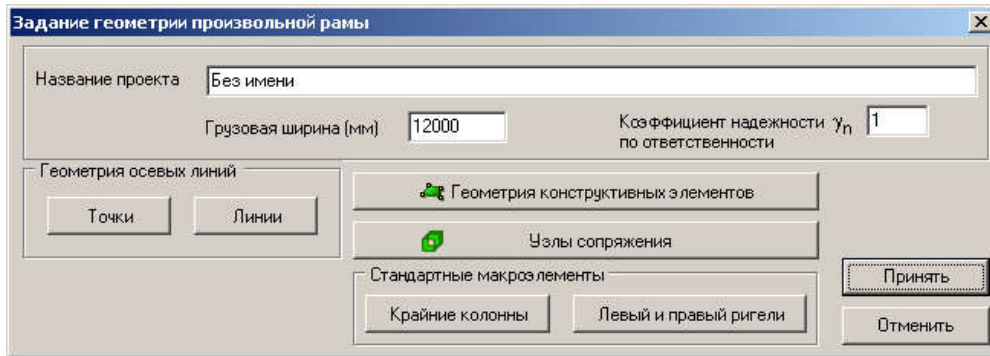 Задание геометрии произвольной рамы
Название проекта Без имени
Грузовая ширина (мм) 12000 Коэффициент надежности γn 1
по ответственности
Геометрия осевых линий
Точки Линии
Геометрия конструктивных элементов
Узлы сопряжения
Стандартные макроэлементы
Крайние колонны Левый и правый ригели
Принять
Отменить